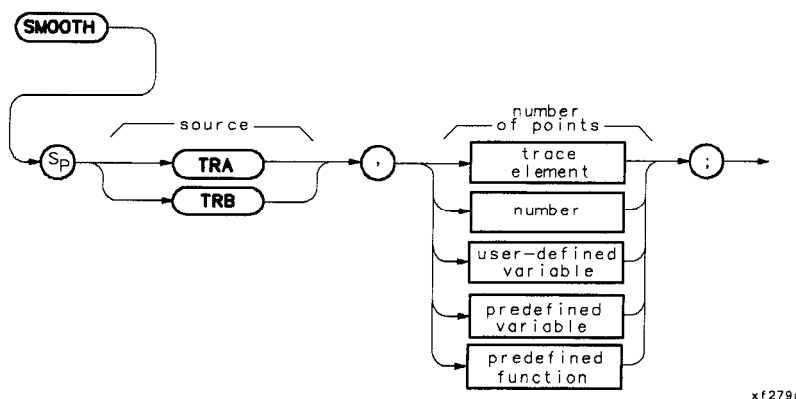 SMOOTH
source
number
of points
SP
TRA
,
trace
element
;
TRB
number
user-defined
variable
predefined
variable
predefined
function